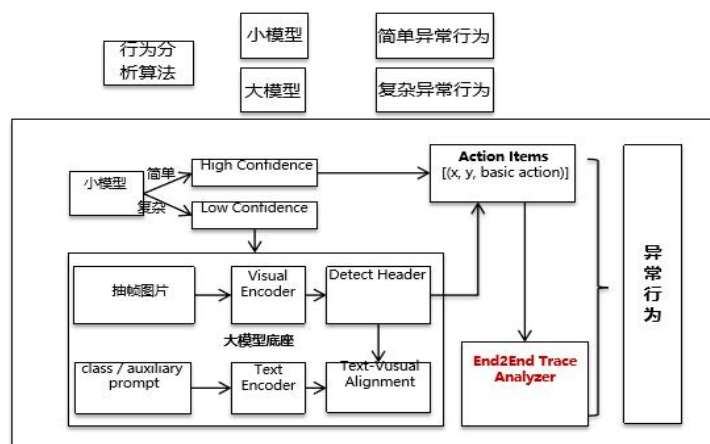 行为分
析算法
小模型
简单异常行为
大模型
复杂异常行为
小模型
简单
复杂
High Confidence
Low Confidence
Action Items
[(x, y, basic action)]
抽帧图片
Visual
Encoder
Detect Header
大模型底座
class / auxiliary
prompt
Text
Encoder
Text-Vusual
Alignment
End2End Trace
Analyzer
异
常
行
为